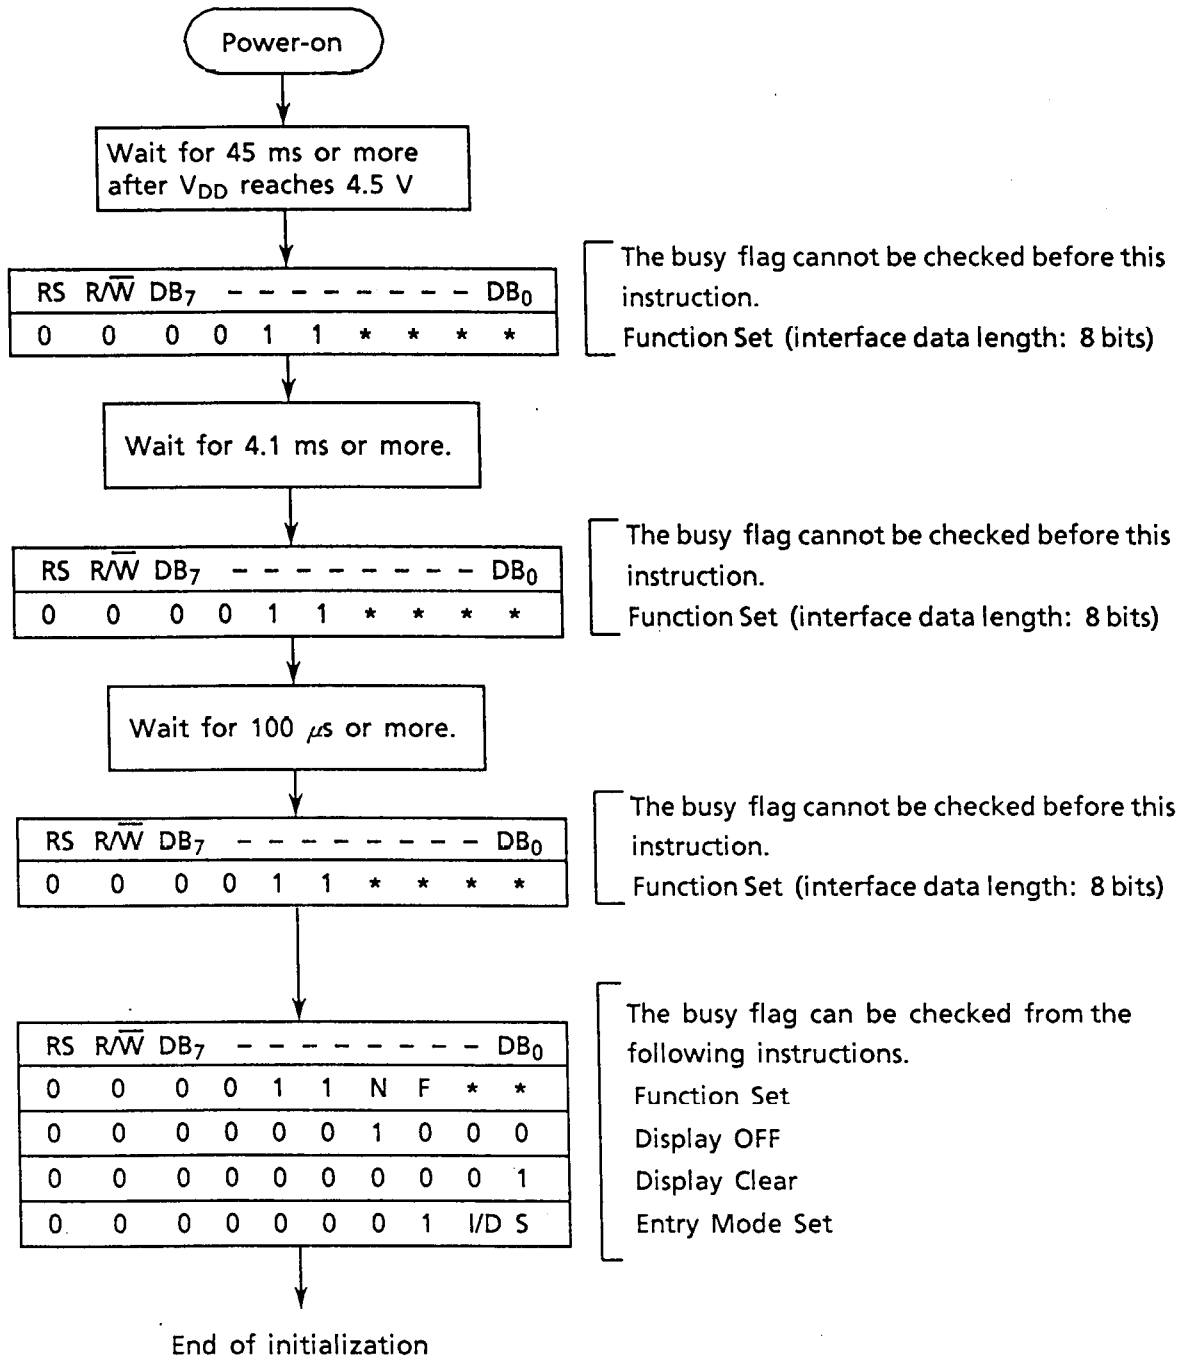 Power-on
Wait for 45 ms or more
after VDD reaches 4.5 V
RS R/W̅ DB7 - - - - - - - - DB0
0 0 0 0 1 1 * * * *
The busy flag cannot be checked before this
instruction.
Function Set (interface data length: 8 bits)
Wait for 4.1 ms or more.
RS R/W̅ DB7 - - - - - - - - DB0
0 0 0 0 1 1 * * * *
The busy flag cannot be checked before this
instruction.
Function Set (interface data length: 8 bits)
Wait for 100 μs or more.
RS R/W̅ DB7 - - - - - - - - DB0
0 0 0 0 1 1 * * * *
The busy flag cannot be checked before this
instruction.
Function Set (interface data length: 8 bits)
RS R/W̅ DB7 - - - - - - - - DB0
0 0 0 0 1 1 N F * *
0 0 0 0 0 0 1 0 0 0
0 0 0 0 0 0 0 0 0 1
0 0 0 0 0 0 0 1 I/D S
The busy flag can be checked from the
following instructions.
Function Set
Display OFF
Display Clear
Entry Mode Set
End of initialization